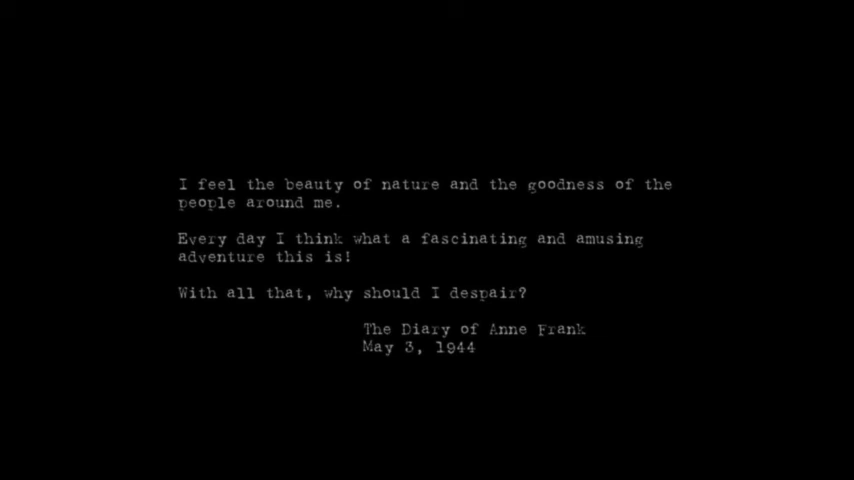 I feel the beauty of nature and the goodness of the
people around me.
Every day I think what a fascinating and amusing
adventure this is!
With all that, why should I despair?
The Diary of Anne Frank
May 3, 1944